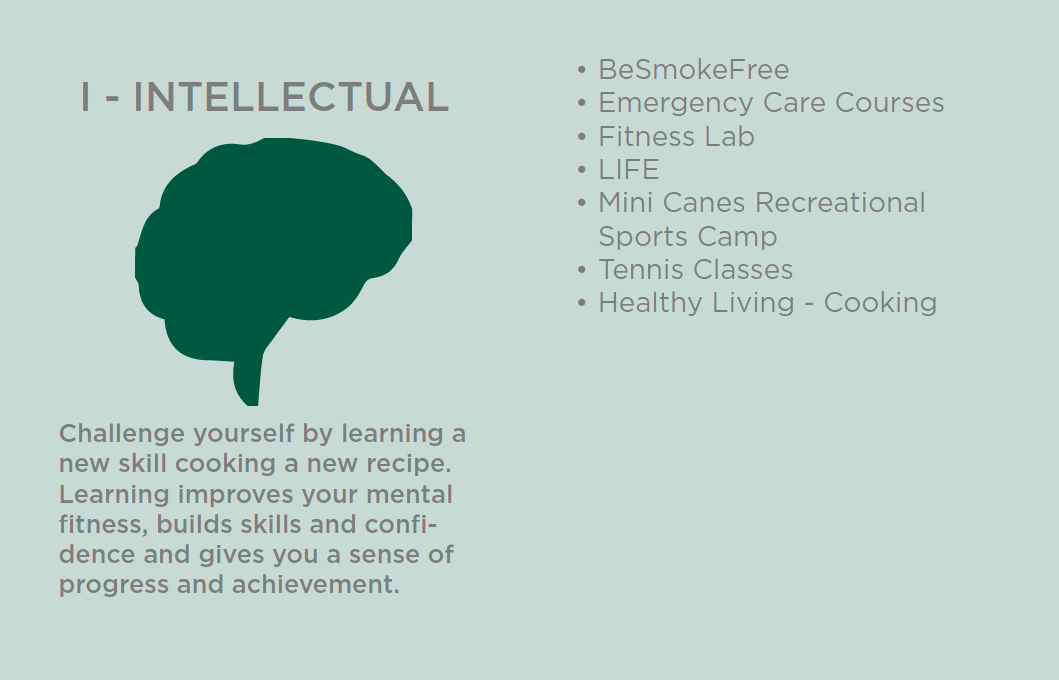 I - INTELLECTUAL
Challenge yourself by learning a
new skill cooking a new recipe.
Learning improves your mental
fitness, builds skills and confi-
dence and gives you a sense of
progress and achievement.
• BeSmokeFree
• Emergency Care Courses
• Fitness Lab
• LIFE
• Mini Canes Recreational
Sports Camp
• Tennis Classes
• Healthy Living - Cooking